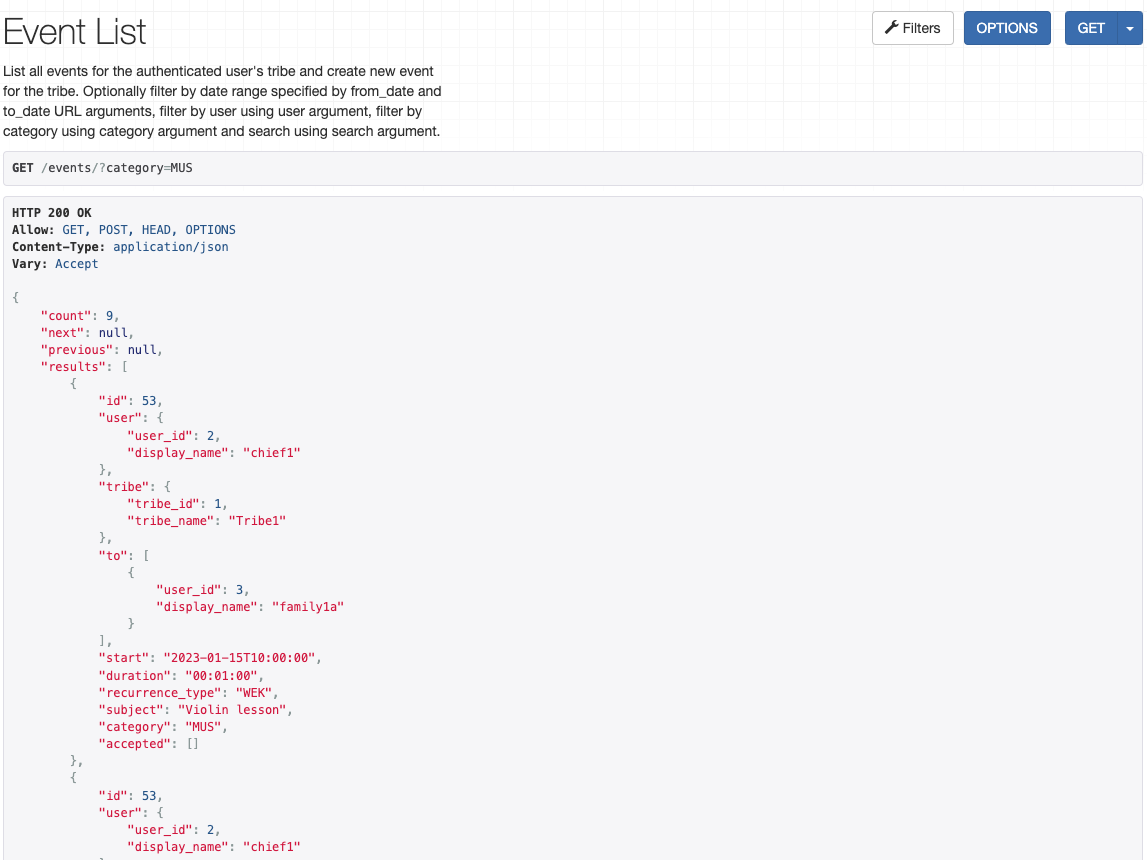 Event List
Filters
OPTIONS
GET
List all events for the authenticated user's tribe and create new event
for the tribe. Optionally filter by date range specified by from_date and
to_date URL arguments, filter by user using user argument, filter by
category using category argument and search using search argument.
GET /events/?category=MUS
HTTP 200 OK
Allow: GET, POST, HEAD, OPTIONS
Content-Type: application/json
Vary: Accept
{
    "count": 9,
    "next": null,
    "previous": null,
    "results": [
        {
            "id": 53,
            "user": {
                "user_id": 2,
                "display_name": "chief1"
            },
            "tribe": {
                "tribe_id": 1,
                "tribe_name": "Tribe1"
            },
            "to": [
                {
                    "user_id": 3,
                    "display_name": "family1a"
                }
            ],
            "start": "2023-01-15T10:00:00",
            "duration": "00:01:00",
            "recurrence_type": "WEK",
            "subject": "Violin lesson",
            "category": "MUS",
            "accepted": []
        },
        {
            "id": 53,
            "user": {
                "user_id": 2,
                "display_name": "chief1"